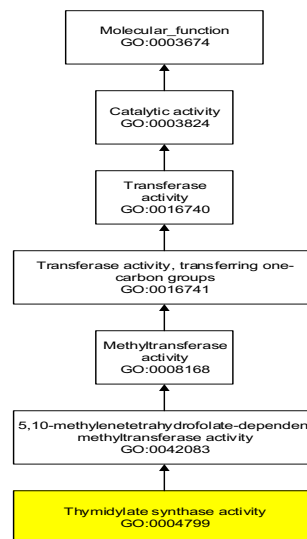 Molecular_function
GO:0003674
Catalytic activity
GO:0003824
Transferase
activity
GO:0016740
Transferase activity, transferring one-
carbon groups
GO:0016741
Methyltransferase
activity
GO:0008168
5,10-methylenetetrahydrofolate-dependen
methyltransferase activity
GO:0042083
Thymidylate synthase activity
GO:0004799